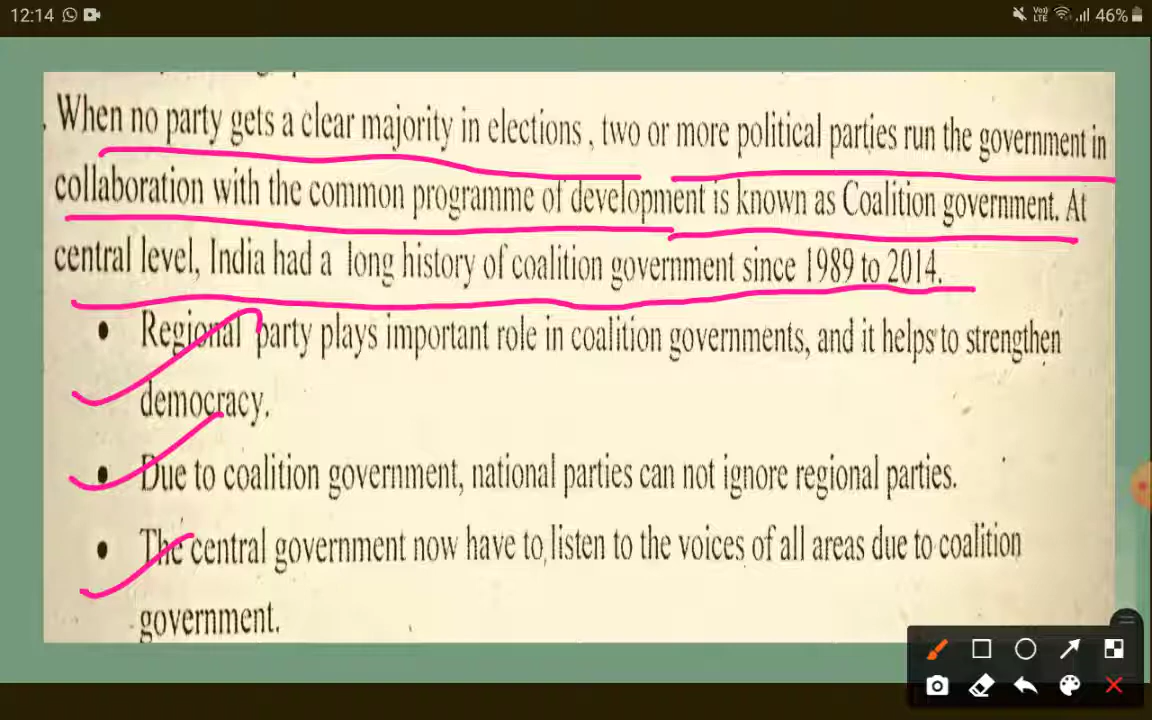 12:14
Vo)) LTE 46%
When no party gets a clear majority in elections , two or more political parties run the government in
collaboration with the common programme of development is known as Coalition government. At
central level, India had a long history of coalition government since 1989 to 2014.
• Regional party plays important role in coalition governments, and it helps to strengthen
democracy.
• Due to coalition government, national parties can not ignore regional parties.
• The central government now have to listen to the voices of all areas due to coalition
government.